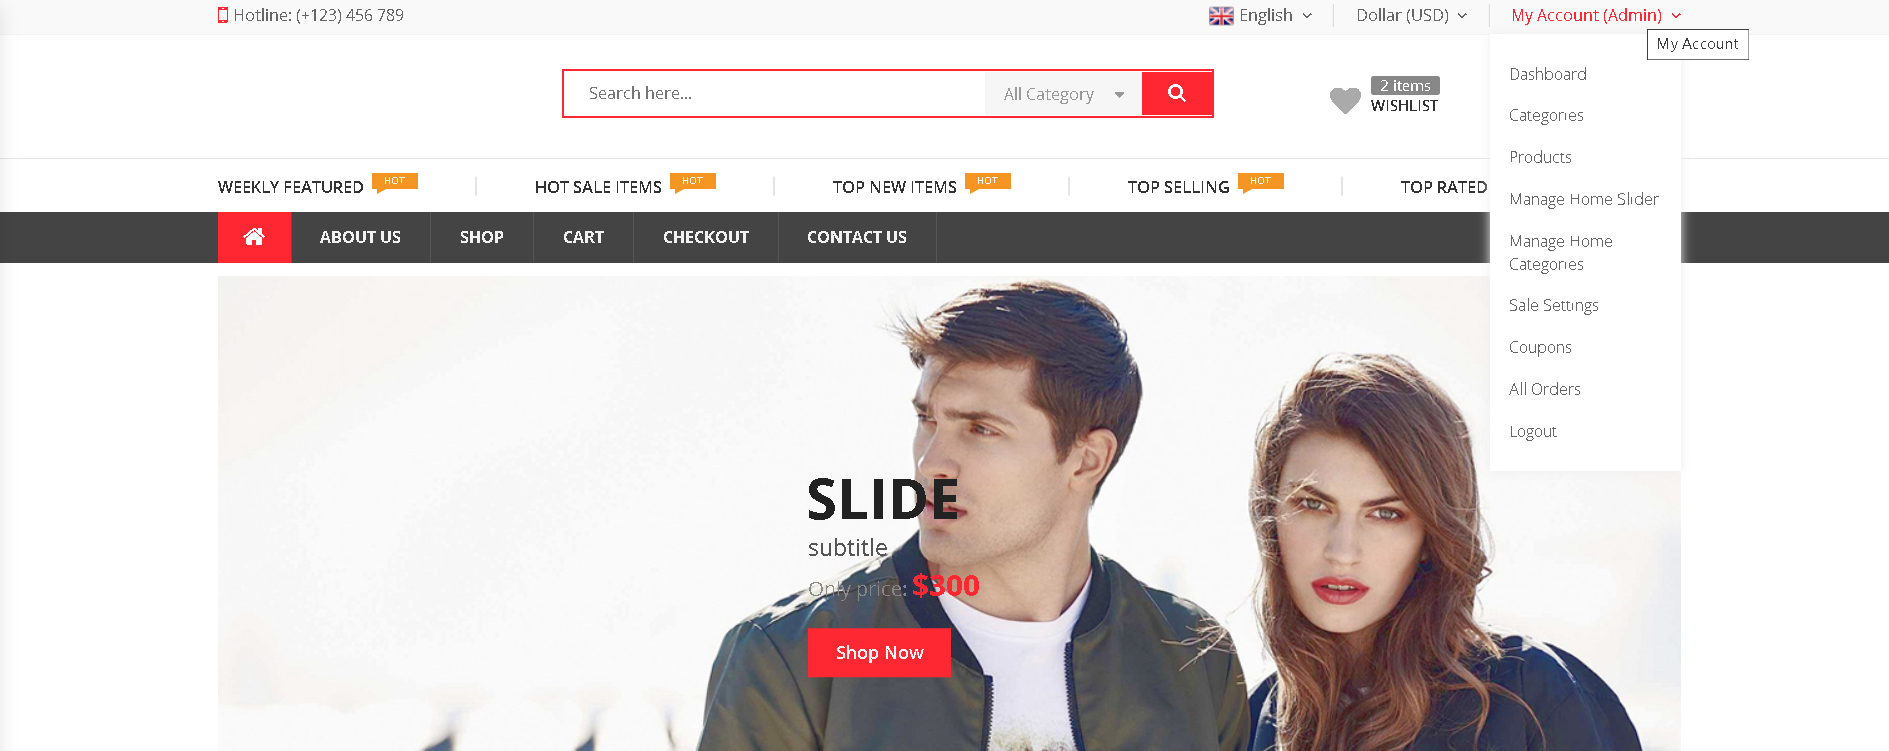 Hotline: (+123) 456 789
English
Dollar (USD)
My Account (Admin)
My Account
Search here...
All Category
2 items
WISHLIST
WEEKLY FEATURED HOT
HOT SALE ITEMS HOT
TOP NEW ITEMS HOT
TOP SELLING HOT
TOP RATED
ABOUT US
SHOP
CART
CHECKOUT
CONTACT US
Dashboard
Categories
Products
Manage Home Slider
Manage Home
Categories
Sale Settings
Coupons
All Orders
Logout
SLIDE
subtitle
Only price: $300
Shop Now